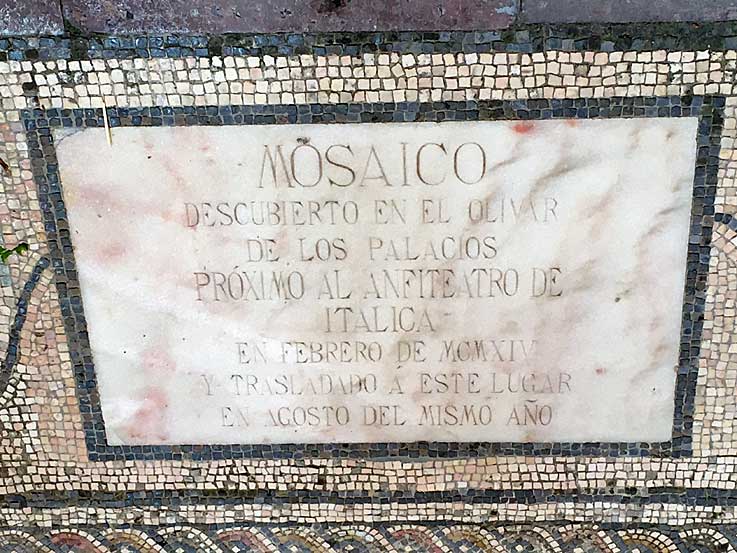 MOSAICO
DESCUBIERTO EN EL OLIVAR
DE LOS PALACIOS
PRÓXIMO AL ANFITEATRO DE
ITALICA
EN FEBRERO DE MCMXIV
Y TRASLADADO Á ESTE LUGAR
EN AGOSTO DEL MISMO AÑO